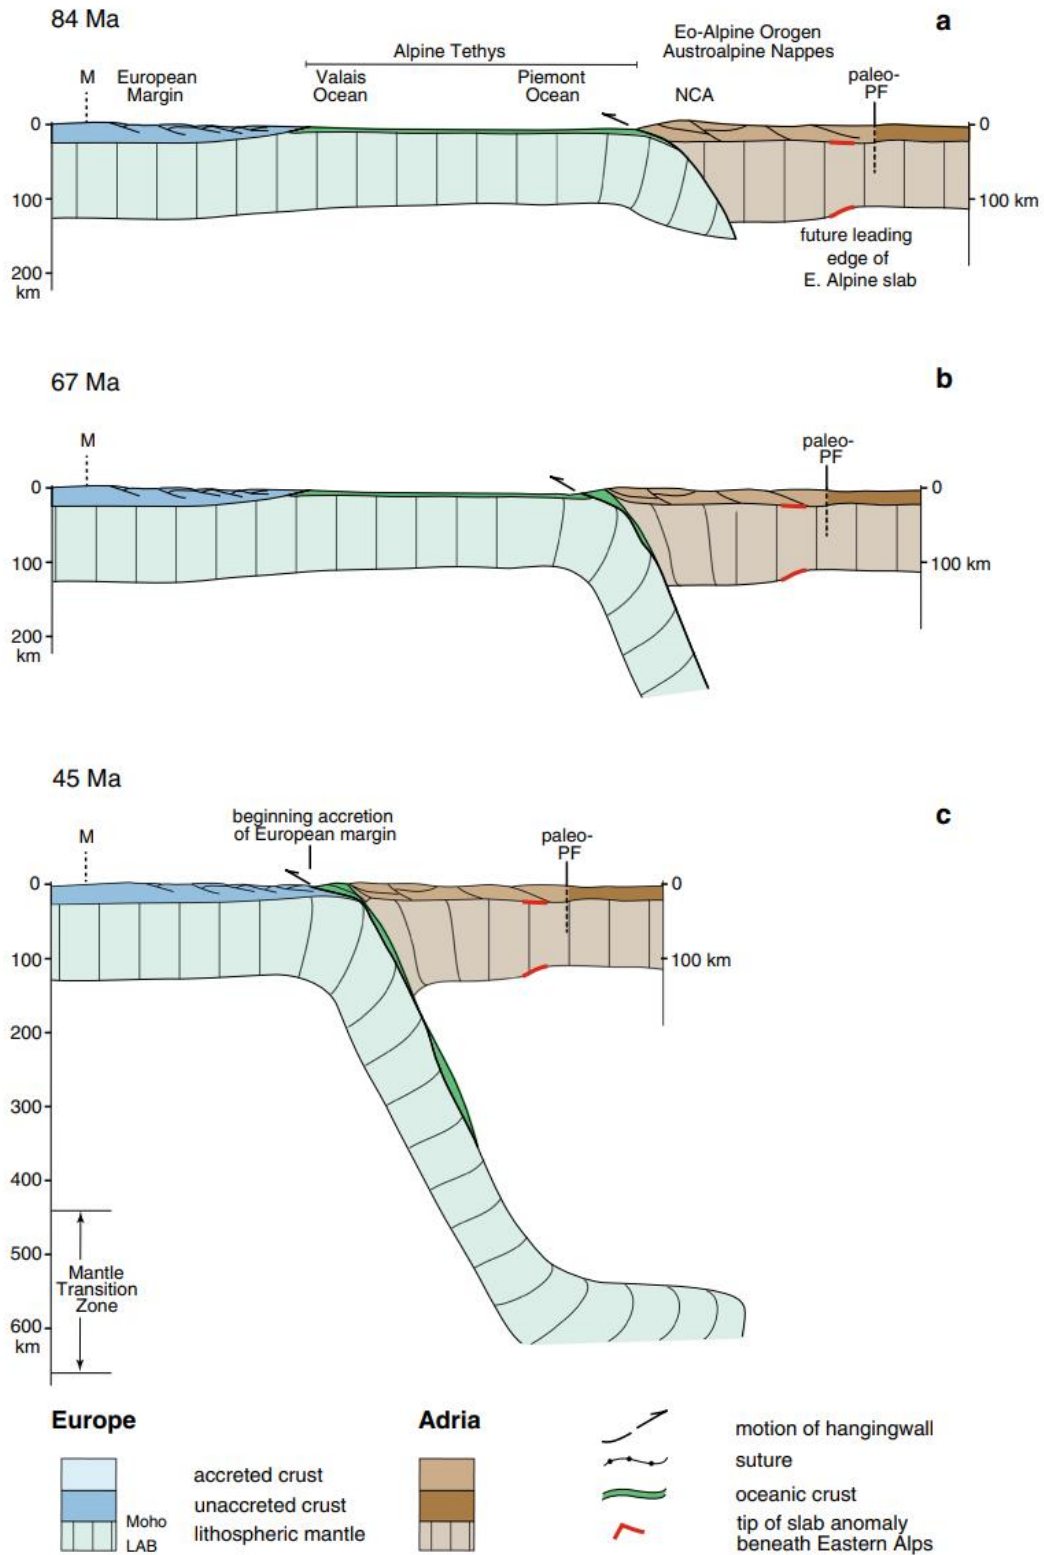 84 Ma
a
Eo-Alpine Orogen
Austroalpine Nappes
Alpine Tethys
M
European
Margin
Valais
Ocean
Piemont
Ocean
NCA
paleo-
PF
0
0
100
100 km
200
km
future leading
edge of
E. Alpine slab
67 Ma
b
M
paleo-
PF
0
0
100
100 km
200
km
45 Ma
c
beginning accretion
of European margin
M
paleo-
PF
0
0
100
100 km
200
300
400
500
Mantle
Transition
Zone
600
km
Europe
accreted crust
unaccreted crust
Moho
lithospheric mantle
LAB
Adria
motion of hangingwall
suture
oceanic crust
tip of slab anomaly
beneath Eastern Alps